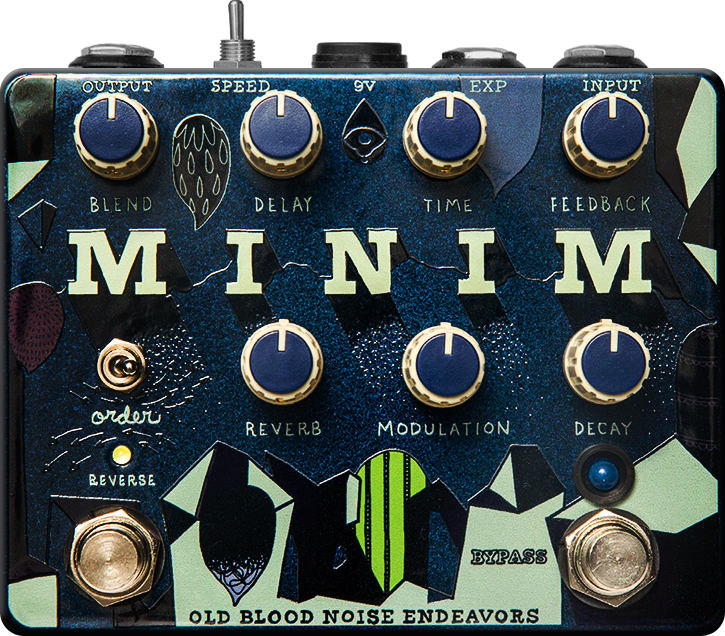 OUTPUT SPEED 9V EXP INPUT
BLEND DELAY TIME FEEDBACK
MINIM
order REVERB MODULATION DECAY
REVERSE
BYPASS
OLD BLOOD NOISE ENDEAVORS